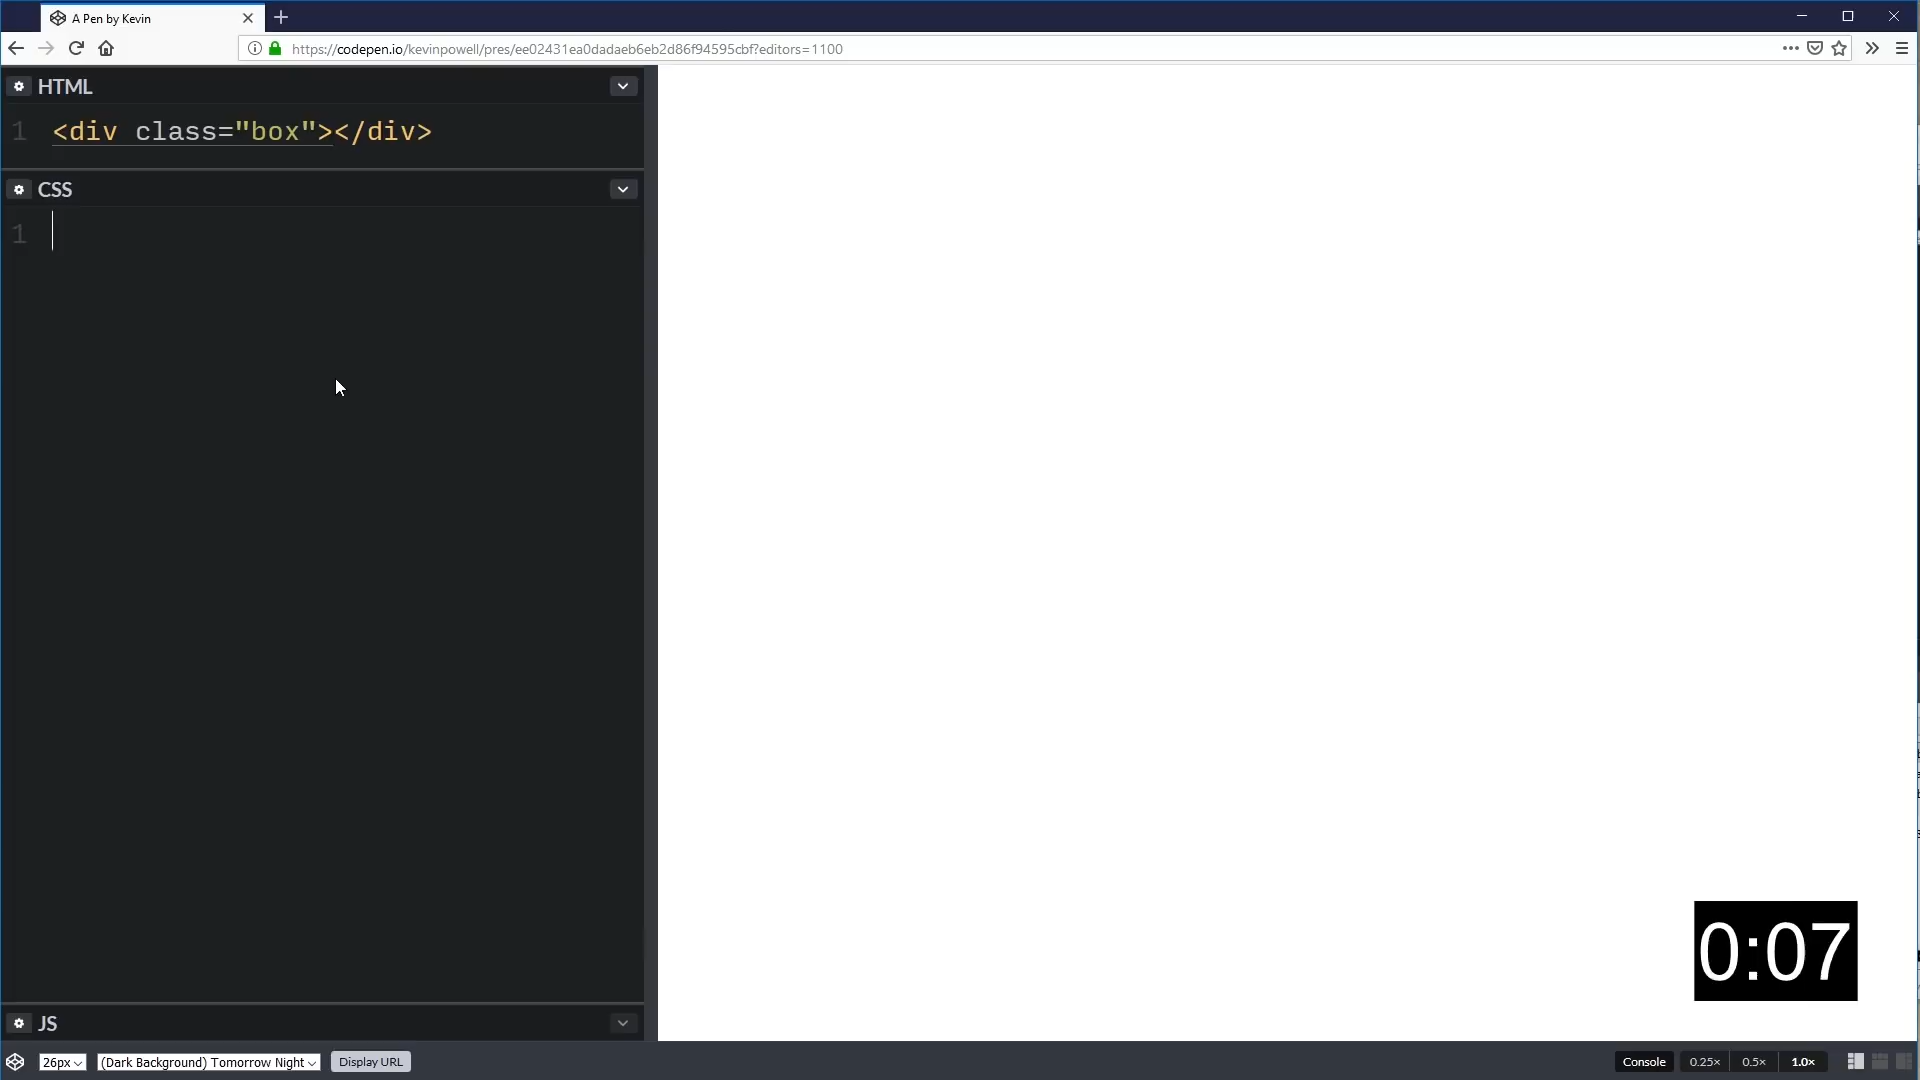 A Pen by Kevin
https://codepen.io/kevinpowell/pres/ee02431ea0dadaeb6eb2d86f94595cbf?editors=1100
HTML
1 <div class="box"></div>
CSS
1
0:07
JS
26px (Dark Background) Tomorrow Night Display URL Console 0.25× 0.5× 1.0×